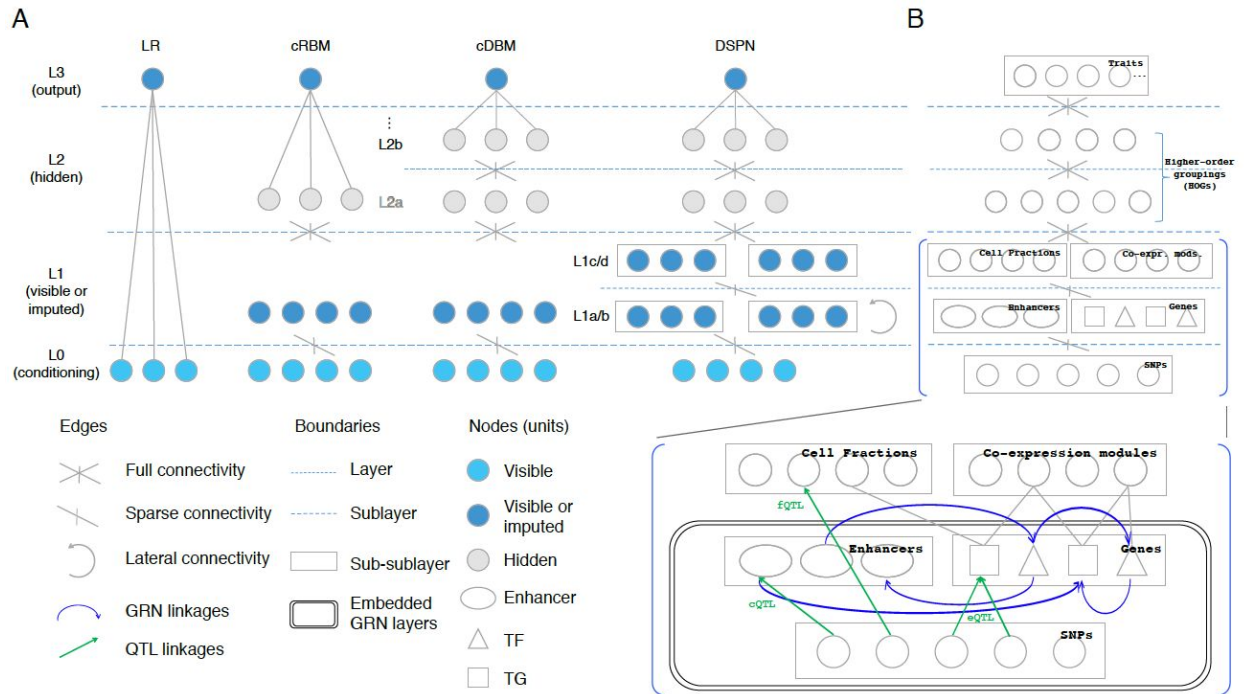 A
B
LR
cRBM
cDBM
DSPN
L3
(output)
Traits
L2
(hidden)
L2b
L2a
Higher-order
groupings
(HOGs)
L1
(visible or
imputed)
L1c/d
L1a/b
Cell Fractions
Co-expr. mods.
Enhancers
Genes
L0
(conditioning)
SNPs
Edges
Full connectivity
Sparse connectivity
Lateral connectivity
GRN linkages
QTL linkages
Boundaries
Layer
Sublayer
Sub-sublayer
Embedded
GRN layers
Nodes (units)
Visible
Visible or
imputed
Hidden
Enhancer
TF
TG
Cell Fractions
Co-expression modules
fQTL
Enhancers
Genes
cQTL
eQTL
SNPs